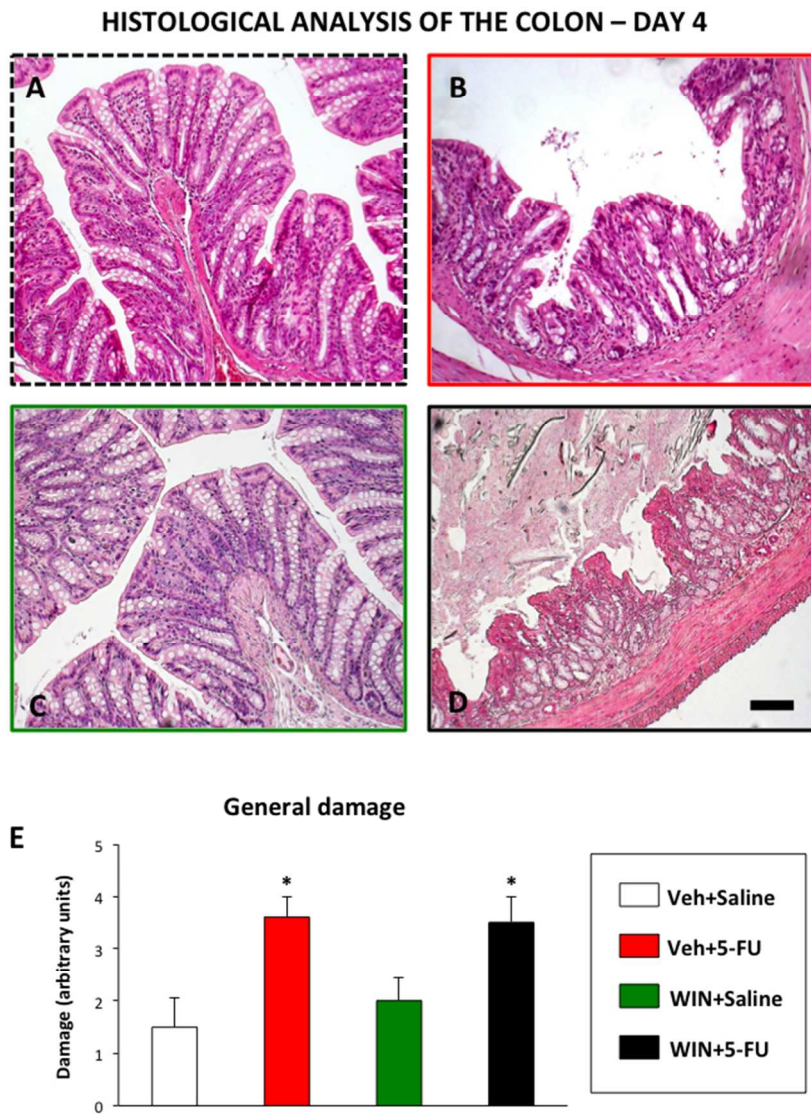 HISTOLOGICAL ANALYSIS OF THE COLON – DAY 4
A
B
C
D
General damage
E
Damage (arbitrary units)
5
4
3
2
1
0
*
*
Veh+Saline
Veh+5-FU
WIN+Saline
WIN+5-FU